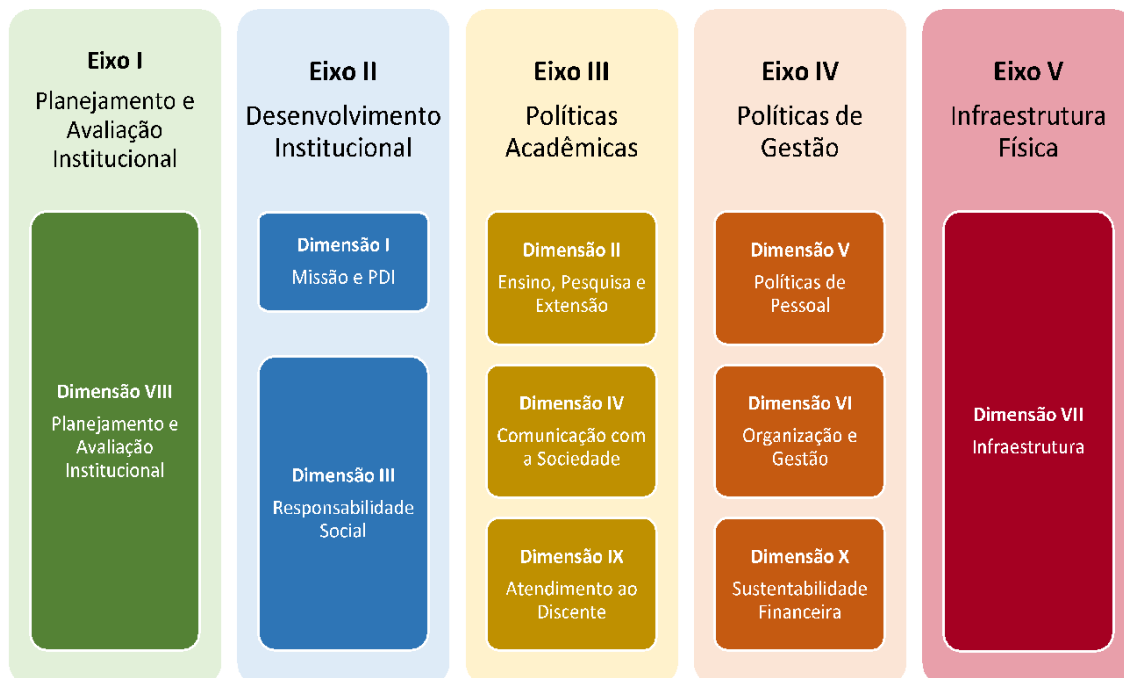 Eixo I
Planejamento e
Avaliação
Institucional
Dimensão VIII
Planejamento e
Avaliação
Institucional
Eixo II
Desenvolvimento
Institucional
Dimensão I
Missão e PDI
Dimensão III
Responsabilidade
Social
Eixo III
Políticas
Acadêmicas
Dimensão II
Ensino, Pesquisa e
Extensão
Dimensão IV
Comunicação com
a Sociedade
Dimensão IX
Atendimento ao
Discente
Eixo IV
Políticas de
Gestão
Dimensão V
Políticas de
Pessoal
Dimensão VI
Organização e
Gestão
Dimensão X
Sustentabilidade
Financeira
Eixo V
Infraestrutura
Física
Dimensão VII
Infraestrutura